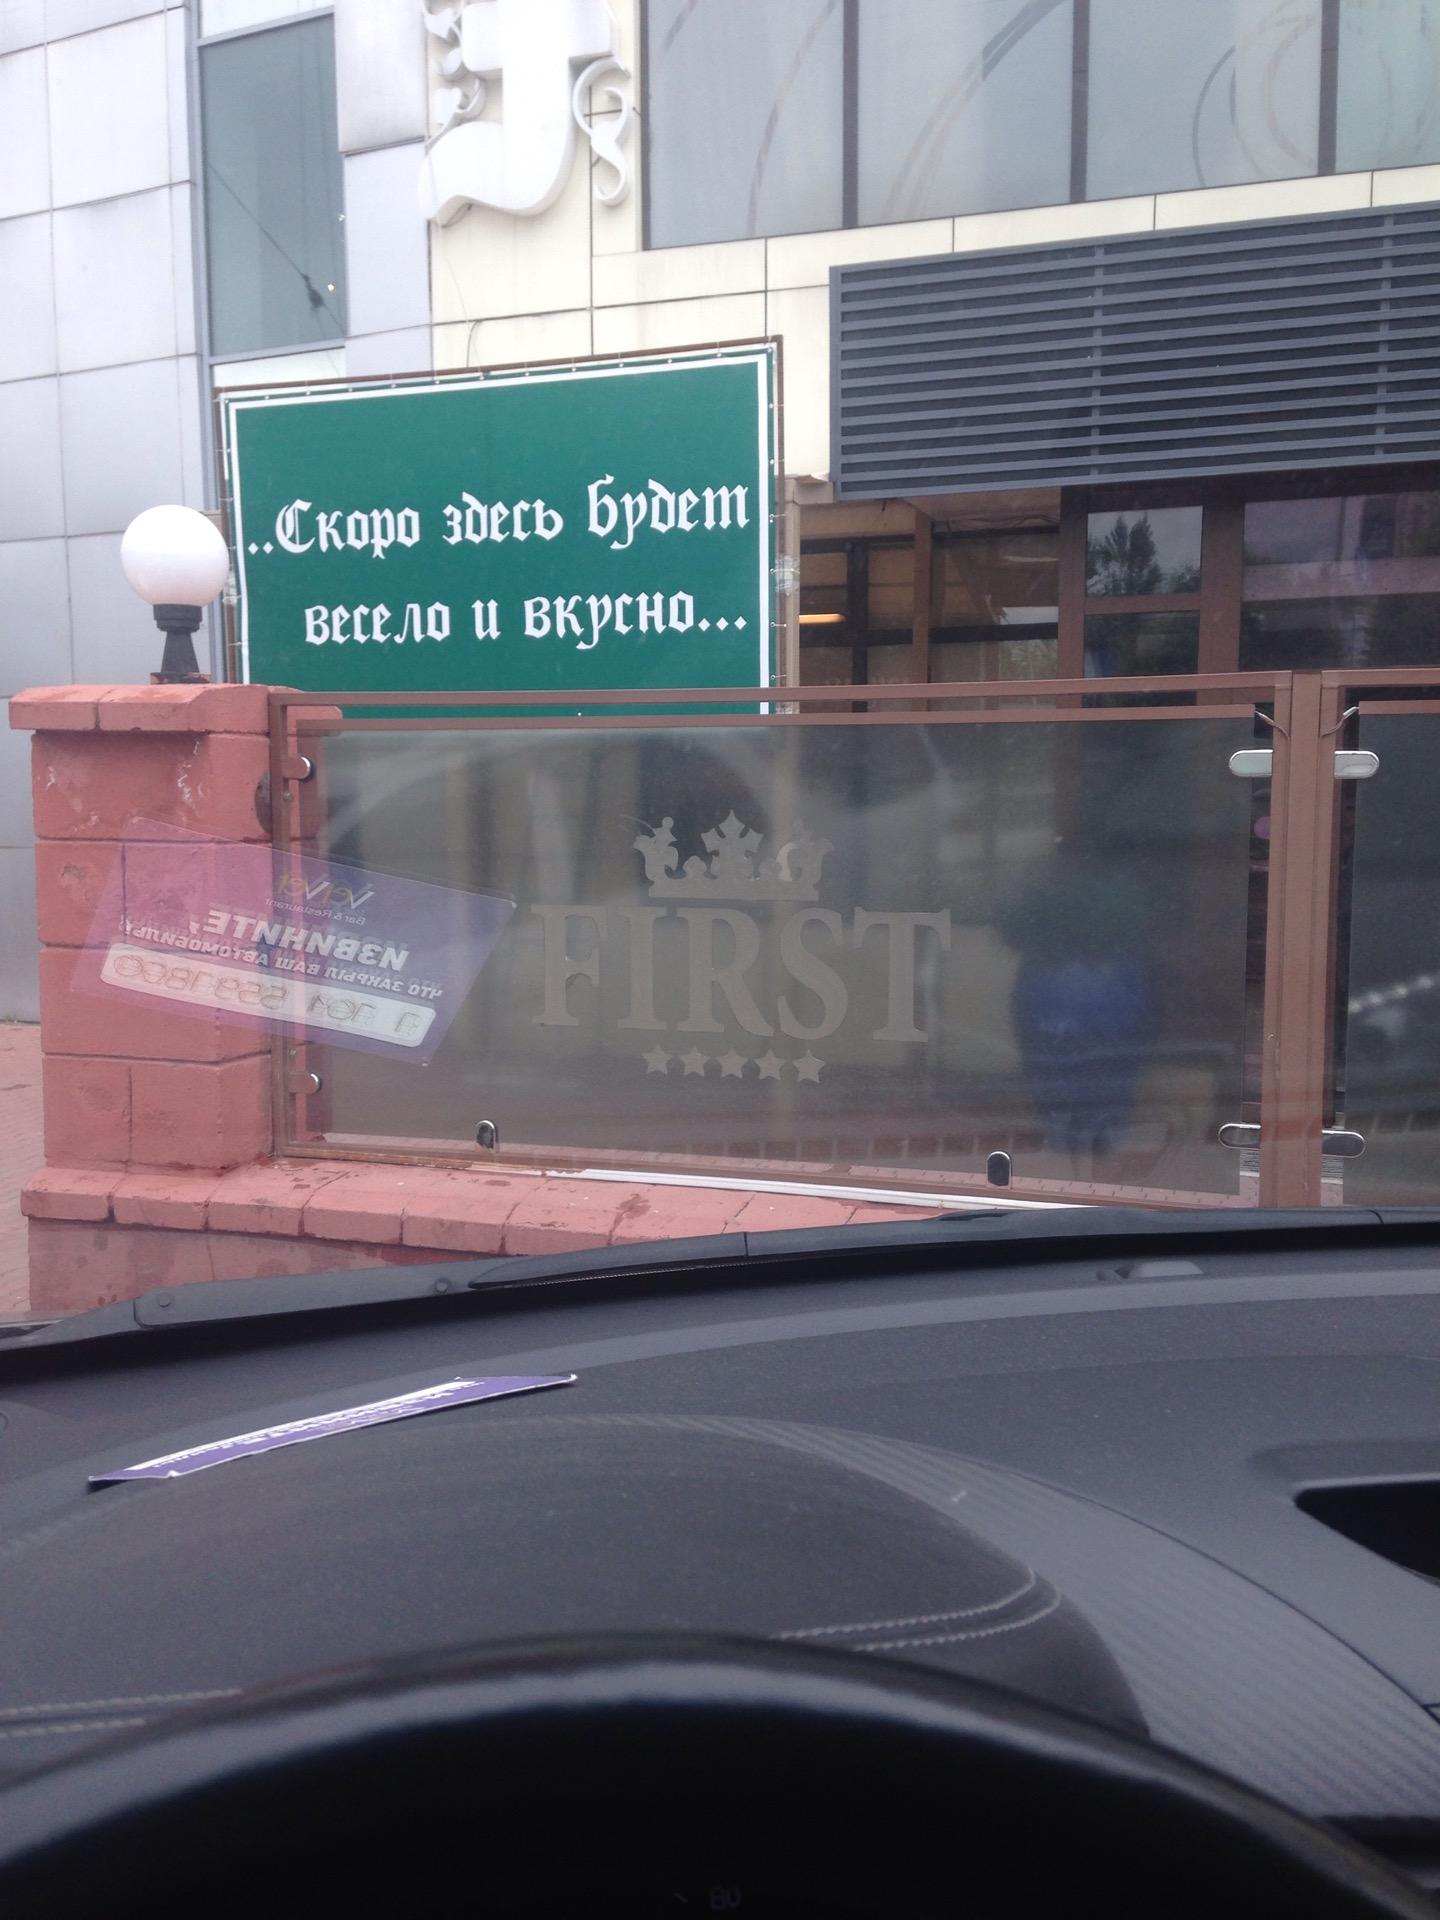 ..Скоро здесь будет
весело и вкусно...
FIRST
Velvet
Bar & Restaurant
ИЗВИНИТЕ,
ЧТО ЗАКРЫЛ ВАШ АВТОМОБИЛЬ?